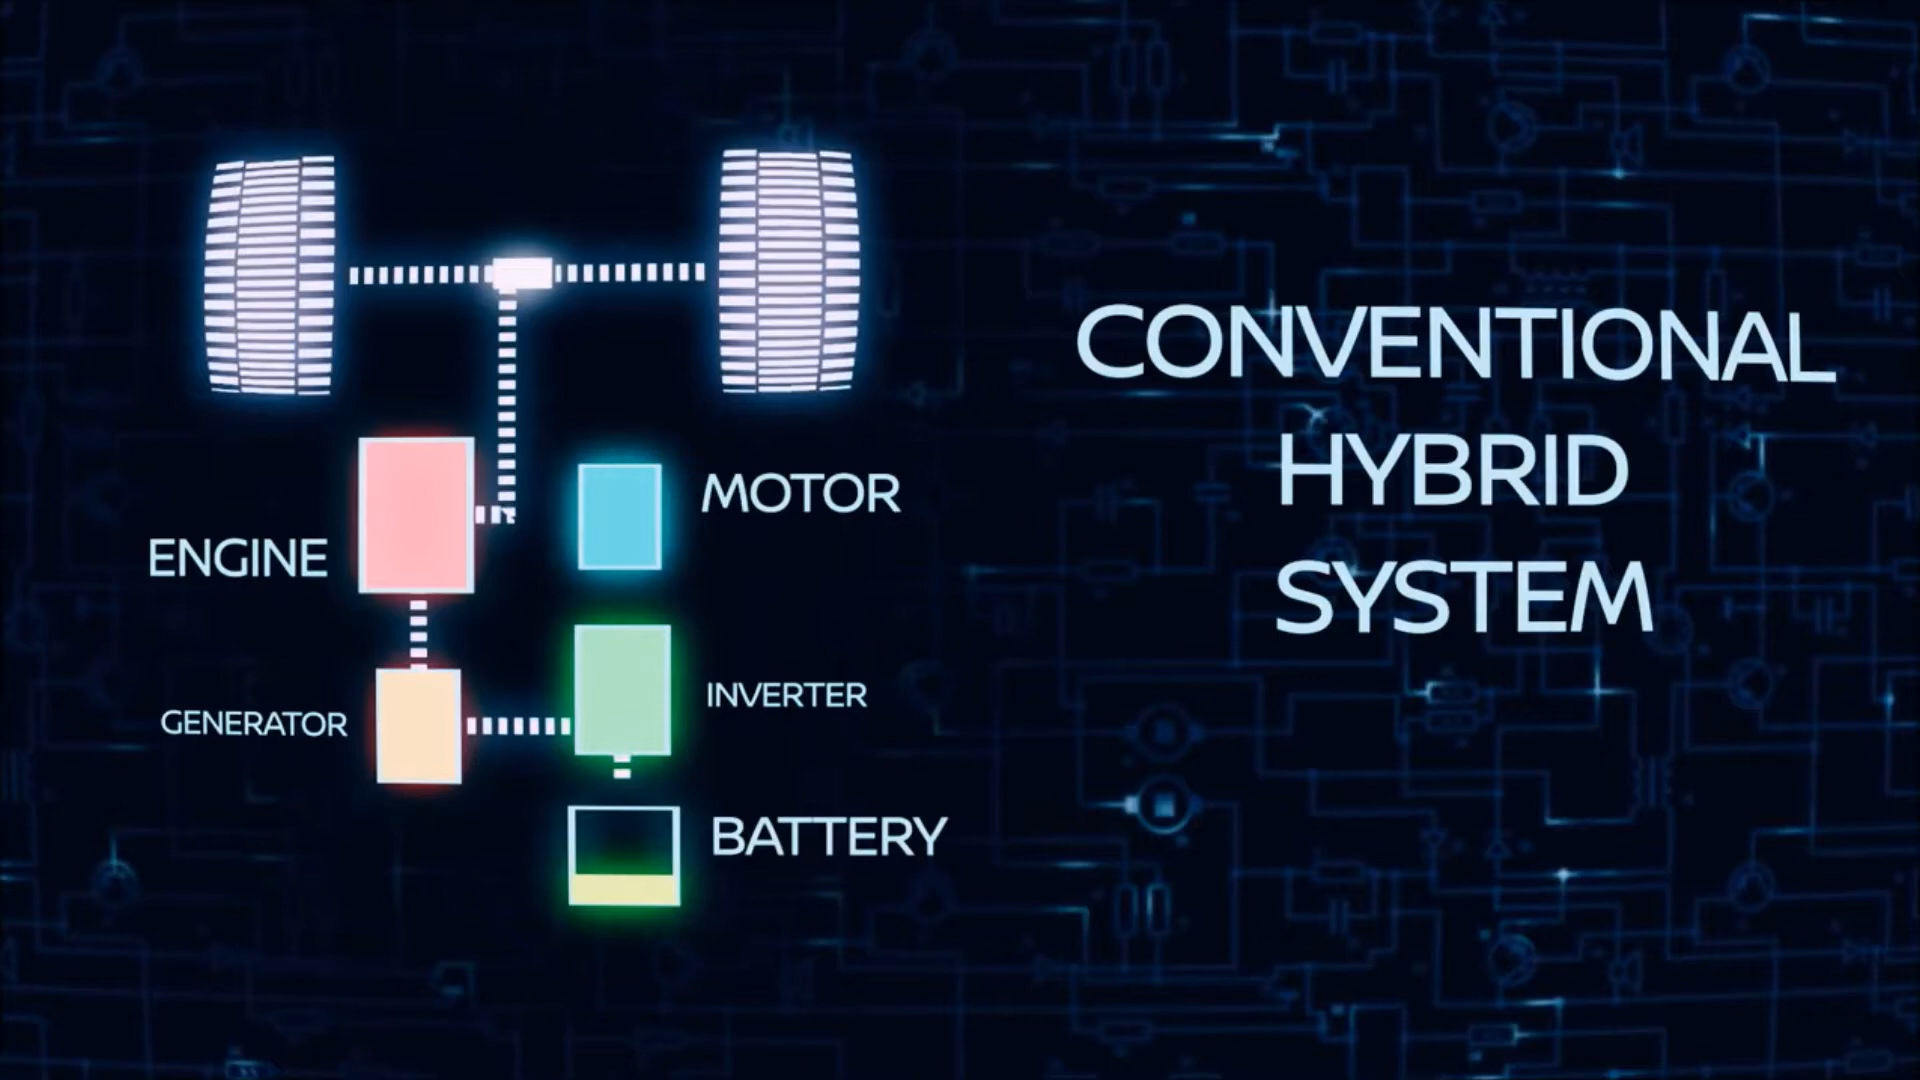 CONVENTIONAL
HYBRID
SYSTEM
MOTOR
ENGINE
INVERTER
GENERATOR
BATTERY